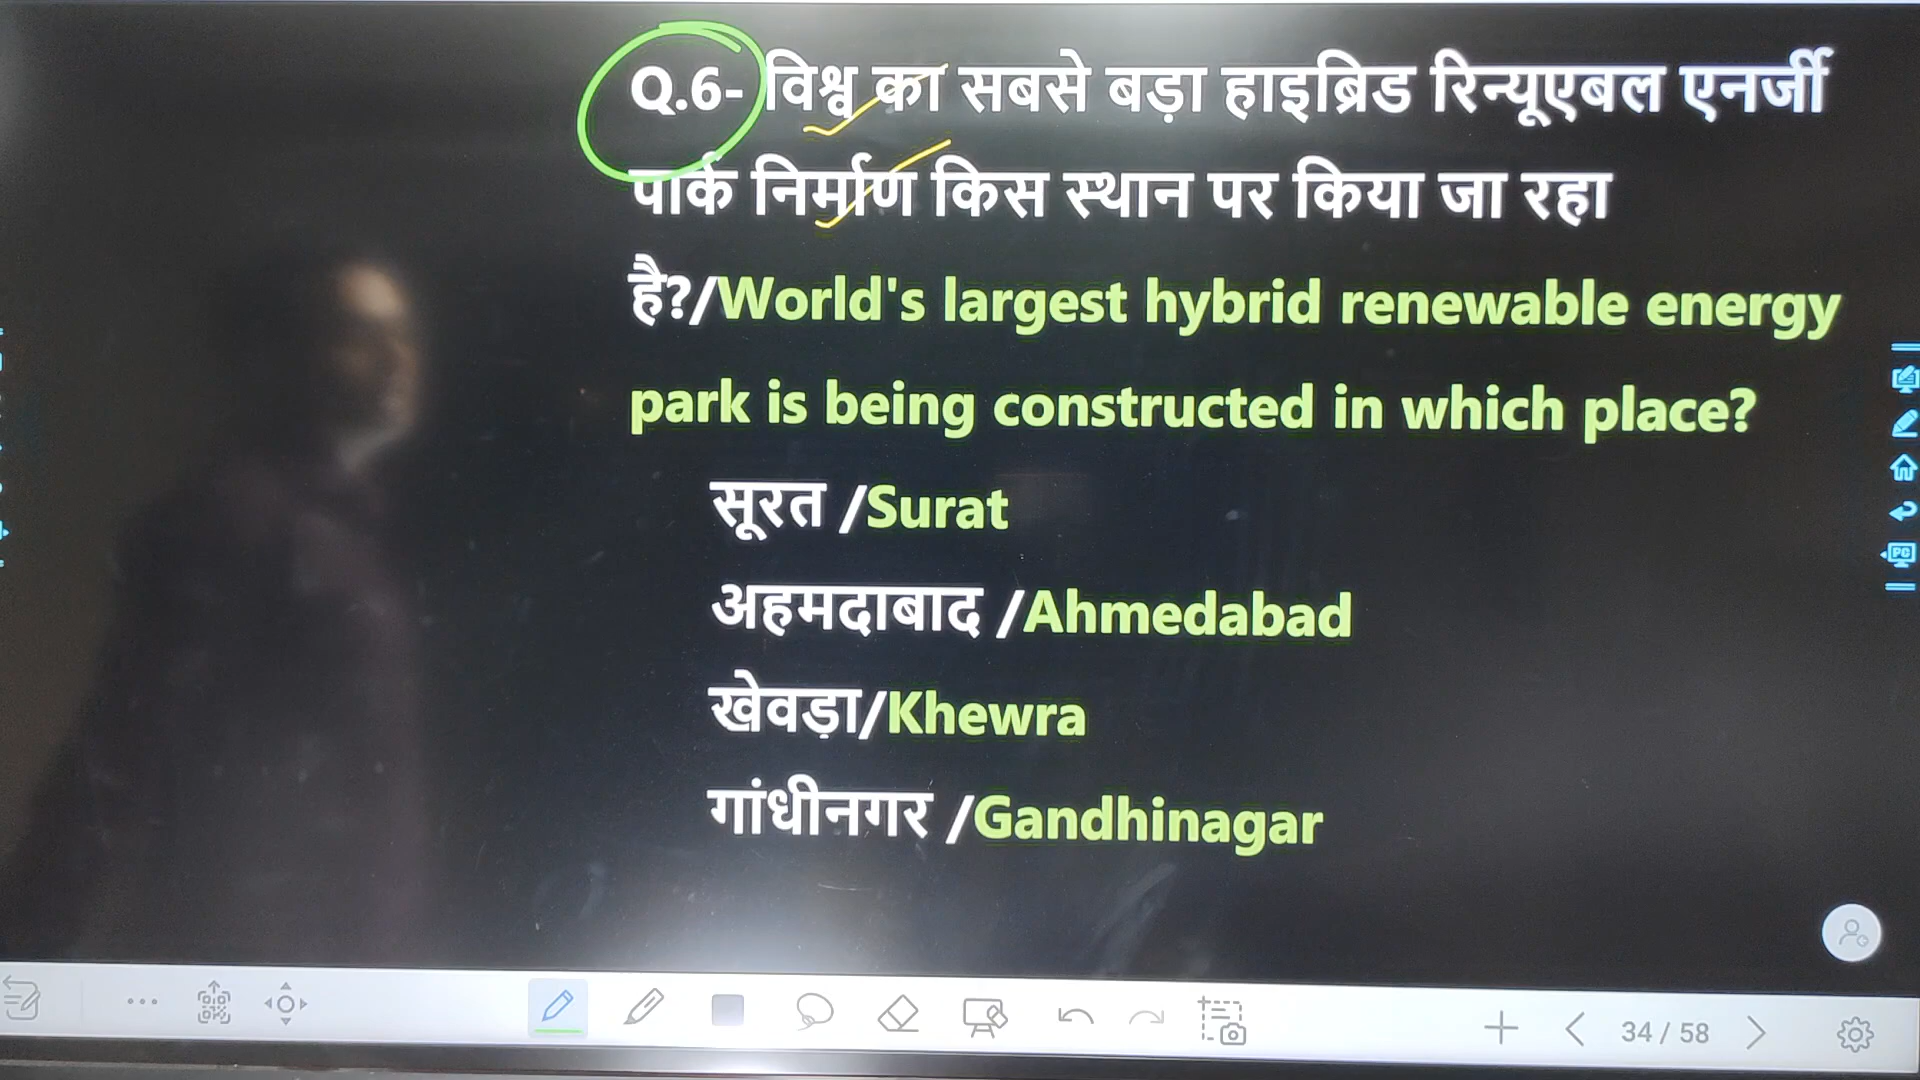 Q.6- विश्व का सबसे बड़ा हाइब्रिड रिन्यूएबल एनर्जी
पार्क निर्माण किस स्थान पर किया जा रहा
है?/World's largest hybrid renewable energy
park is being constructed in which place?
सूरत /Surat
अहमदाबाद /Ahmedabad
खेवड़ा/Khewra
गांधीनगर /Gandhinagar
PC
34 / 58